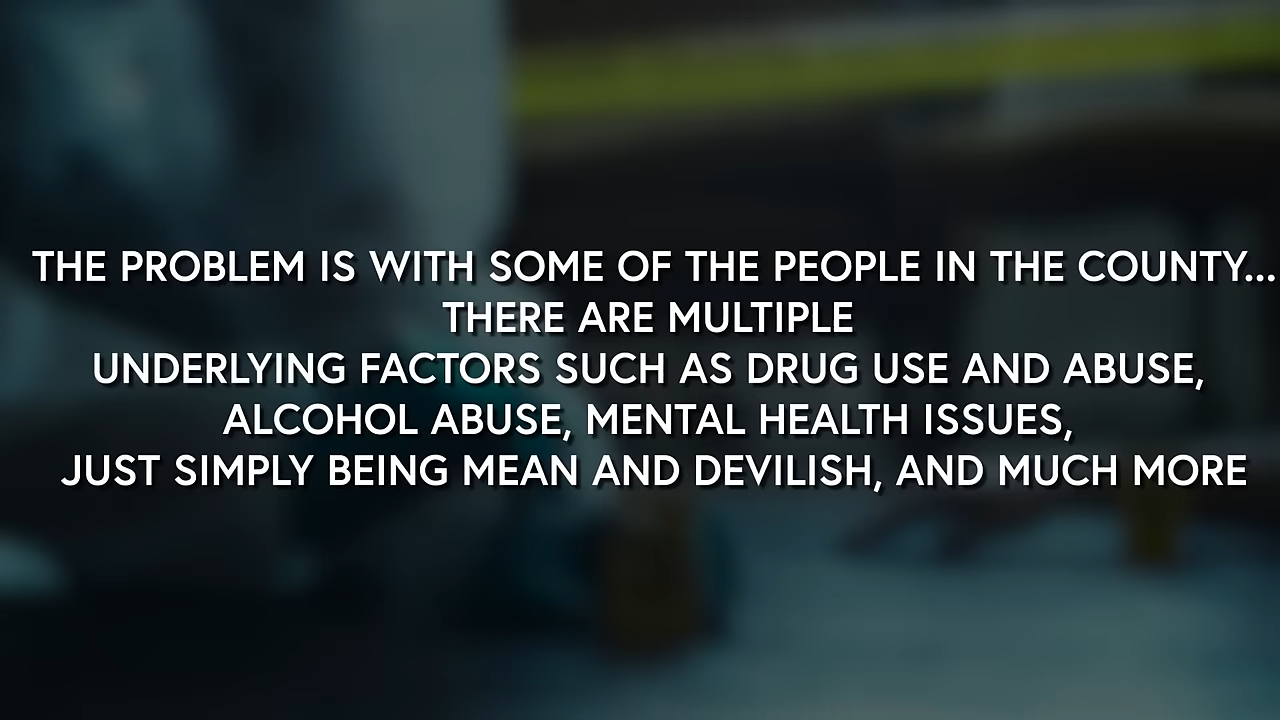 THE PROBLEM IS WITH SOME OF THE PEOPLE IN THE COUNTY...
THERE ARE MULTIPLE
UNDERLYING FACTORS SUCH AS DRUG USE AND ABUSE,
ALCOHOL ABUSE, MENTAL HEALTH ISSUES,
JUST SIMPLY BEING MEAN AND DEVILISH, AND MUCH MORE